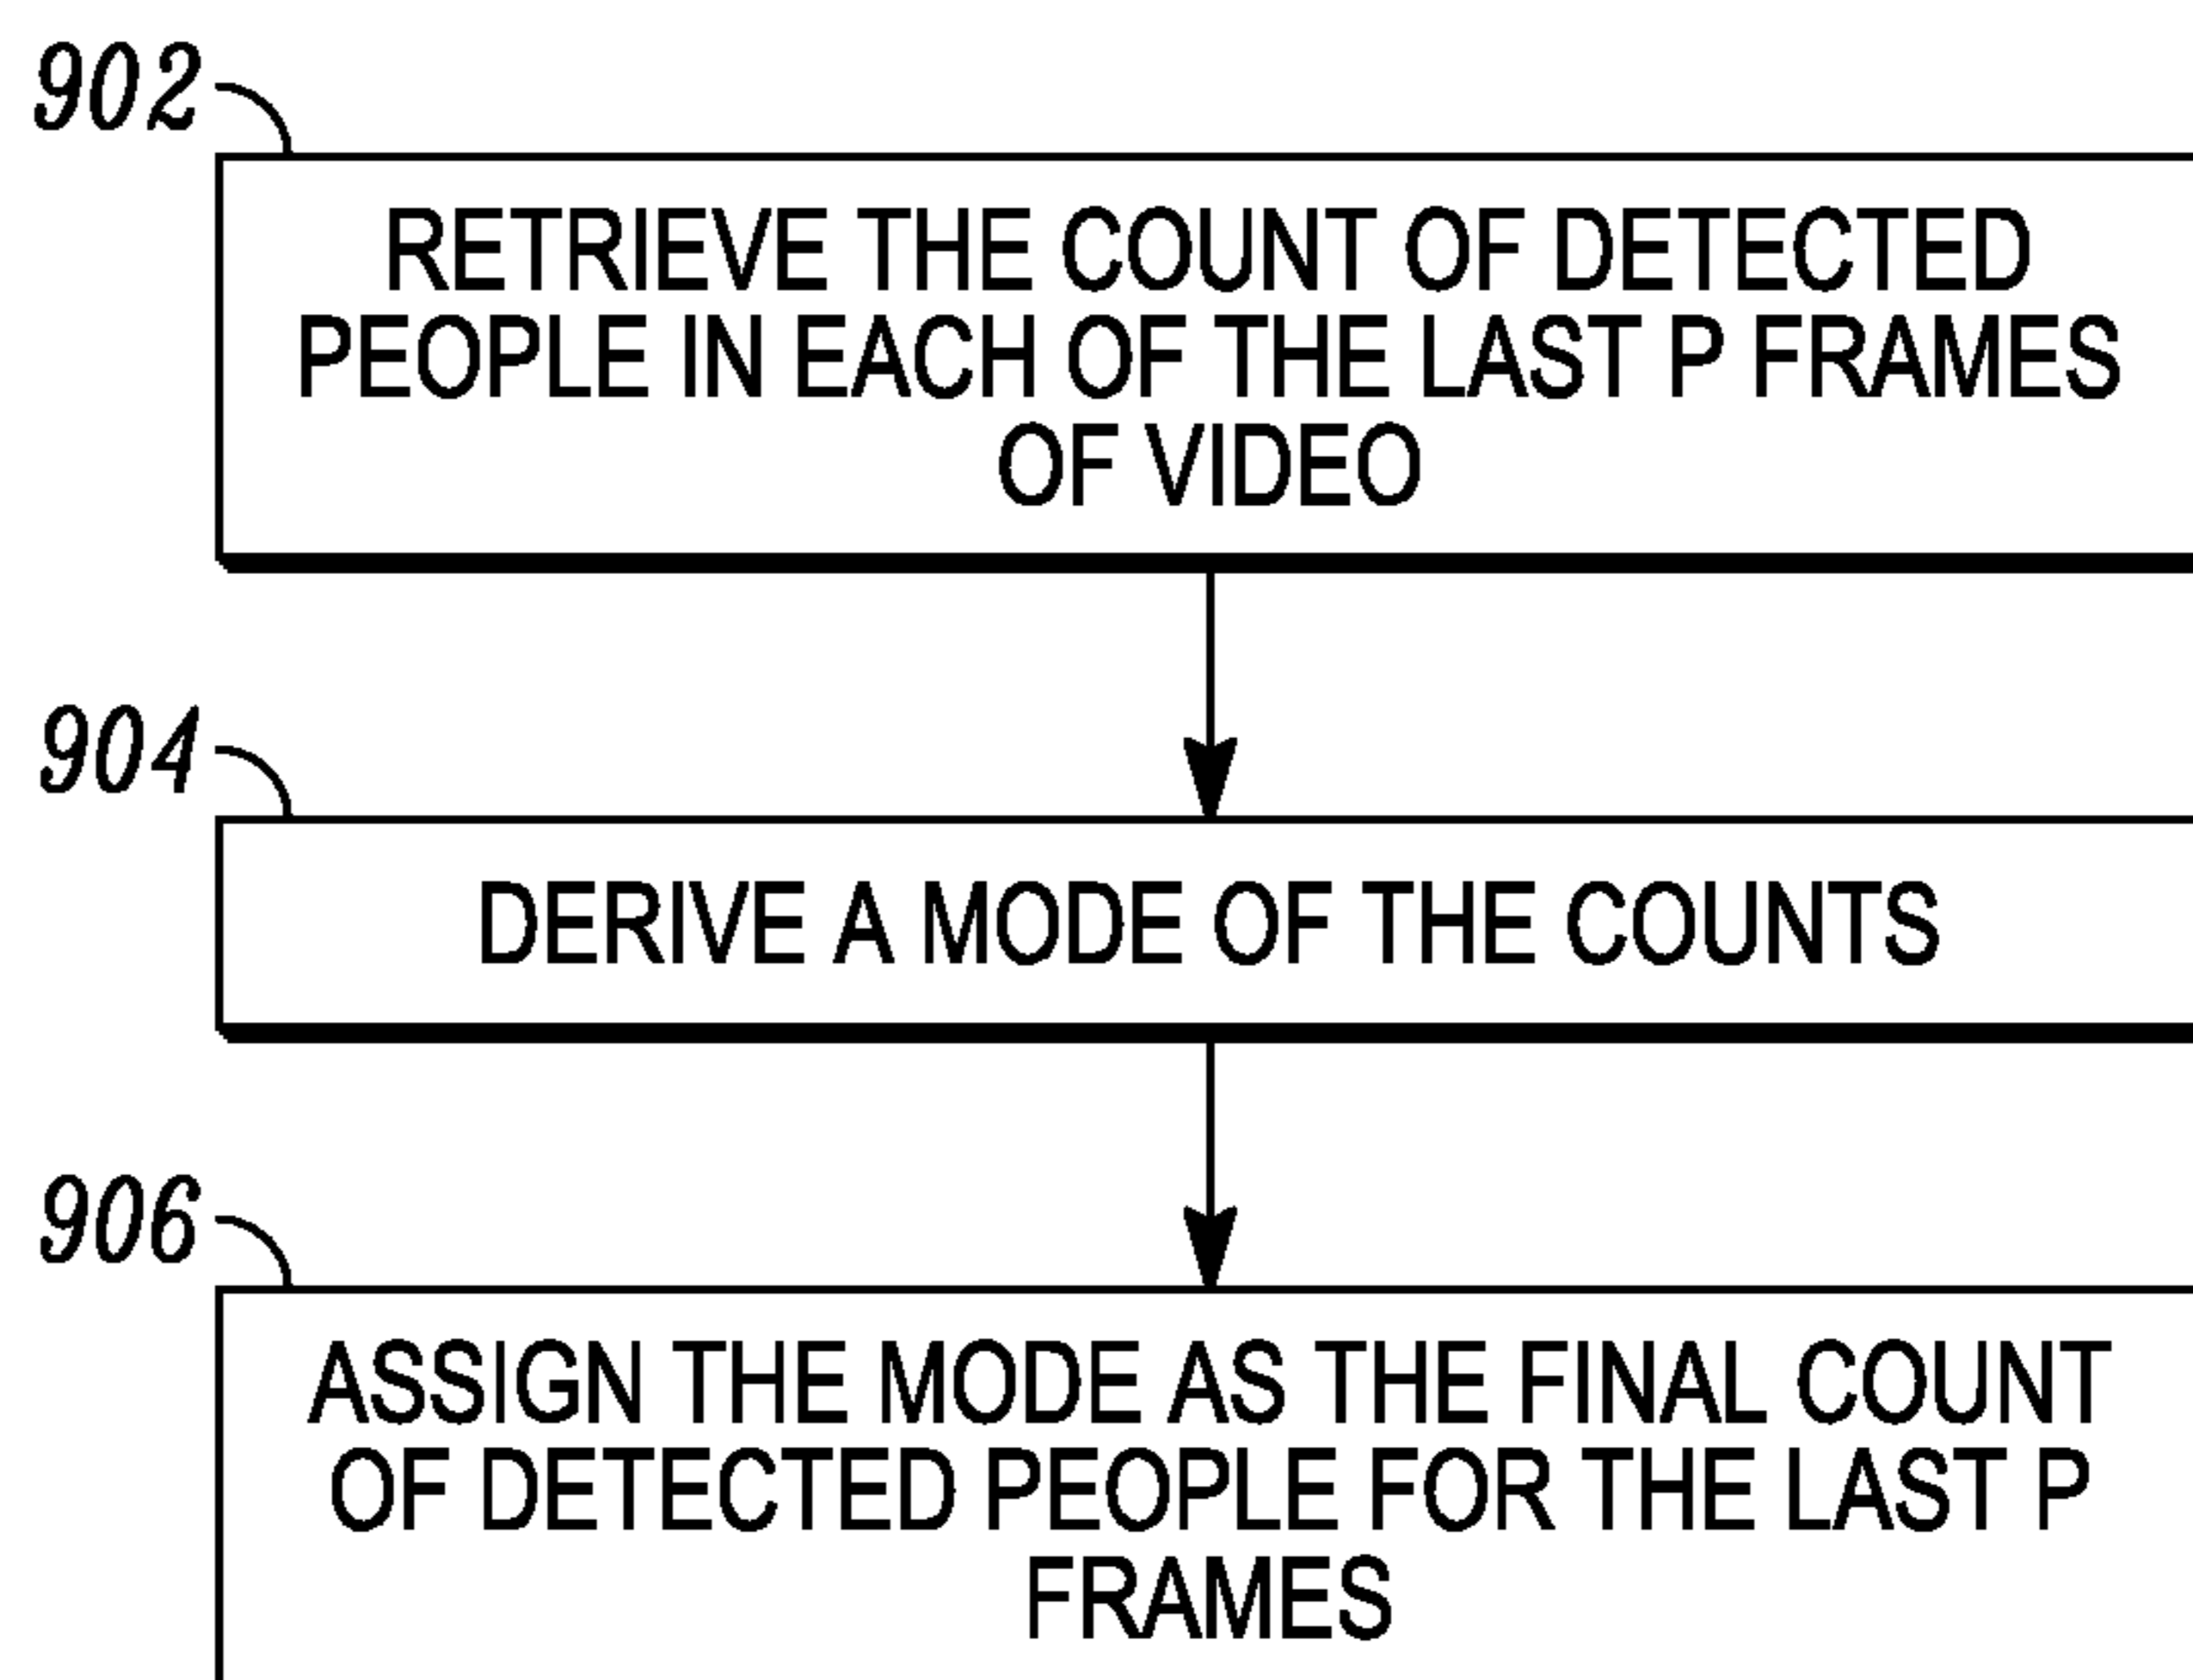 902
RETRIEVE THE COUNT OF DETECTED
PEOPLE IN EACH OF THE LAST P FRAMES
OF VIDEO
904
DERIVE A MODE OF THE COUNTS
906
ASSIGN THE MODE AS THE FINAL COUNT
OF DETECTED PEOPLE FOR THE LAST P
FRAMES